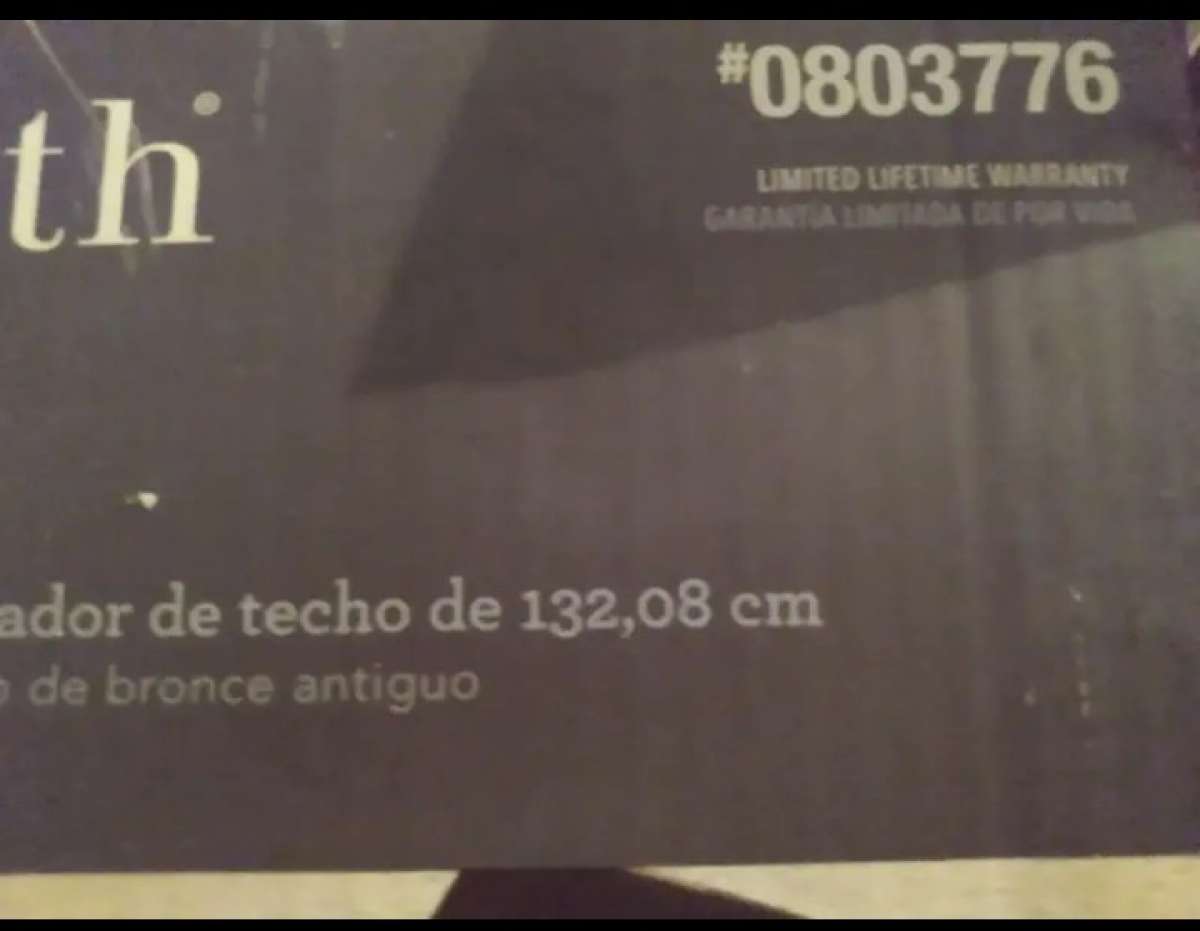 #0803776
th
LIMITED LIFETIME WARRANTY
GARANTÍA LIMITADA DE POR VIDA
ador de techo de 132,08 cm
o de bronce antiguo